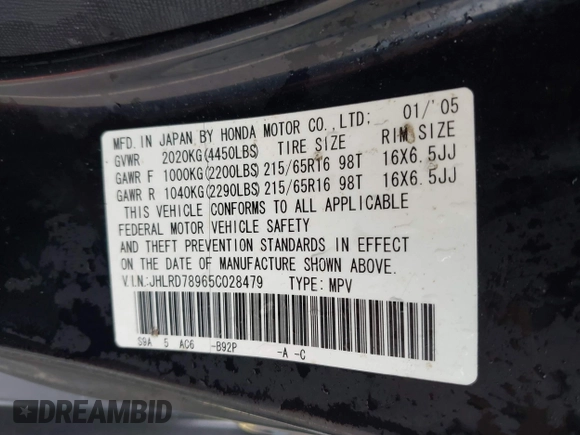 MFD. IN JAPAN BY HONDA MOTOR CO., LTD: 01/'05
GVWR 2020KG(4450LBS) TIRE SIZE RIM SIZE
GAWR F 1000KG(2200LBS) 215/65R16 98T 16X6.5JJ
GAWR R 1040KG(2290LBS) 215/65R16 98T 16X6.5JJ
THIS VEHICLE CONFORMS TO ALL APPLICABLE
FEDERAL MOTOR VEHICLE SAFETY
AND THEFT PREVENTION STANDARDS IN EFFECT
ON THE DATE OF MANUFACTURE SHOWN ABOVE.
V.I.N:JHLRD78965C028479 TYPE: MPV
S9A 5 AC6 -B92P -A -C
DREAMBID